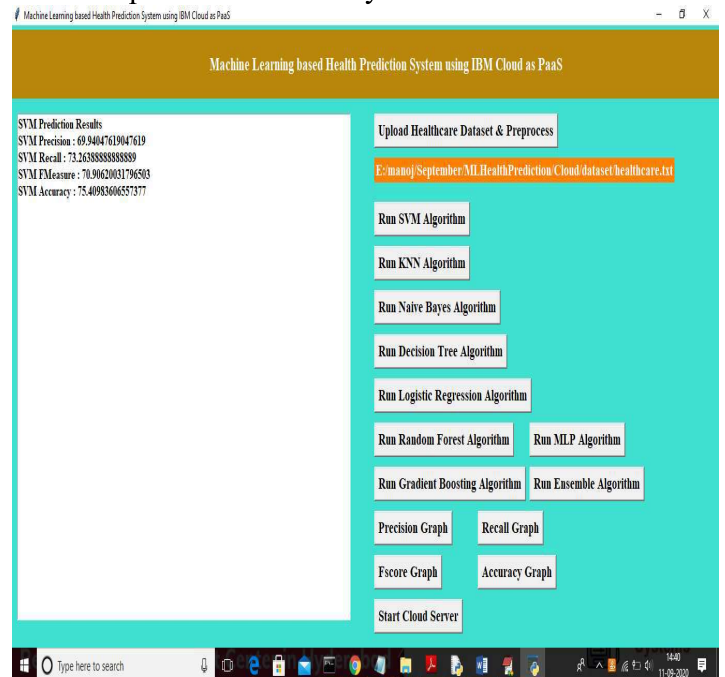 Machine Learning based Health Prediction System using IBM Cloud as PaaS
Machine Learning based Health Prediction System using IBM Cloud as PaaS
SVM Prediction Results
SVM Precision : 69.94047619047619
SVM Recall : 73.26388888888889
SVM FMeasure : 70.90620031796503
SVM Accuracy : 75.40983606557377
Upload Healthcare Dataset & Preprocess
E:/manoj/September/MLHealthPrediction/Cloud/dataset/healthcare.txt
Run SVM Algorithm
Run KNN Algorithm
Run Naive Bayes Algorithm
Run Decision Tree Algorithm
Run Logistic Regression Algorithm
Run Random Forest Algorithm Run MLP Algorithm
Run Gradient Boosting Algorithm Run Ensemble Algorithm
Precision Graph Recall Graph
Fscore Graph Accuracy Graph
Start Cloud Server
Type here to search
14:40
11-09-2020